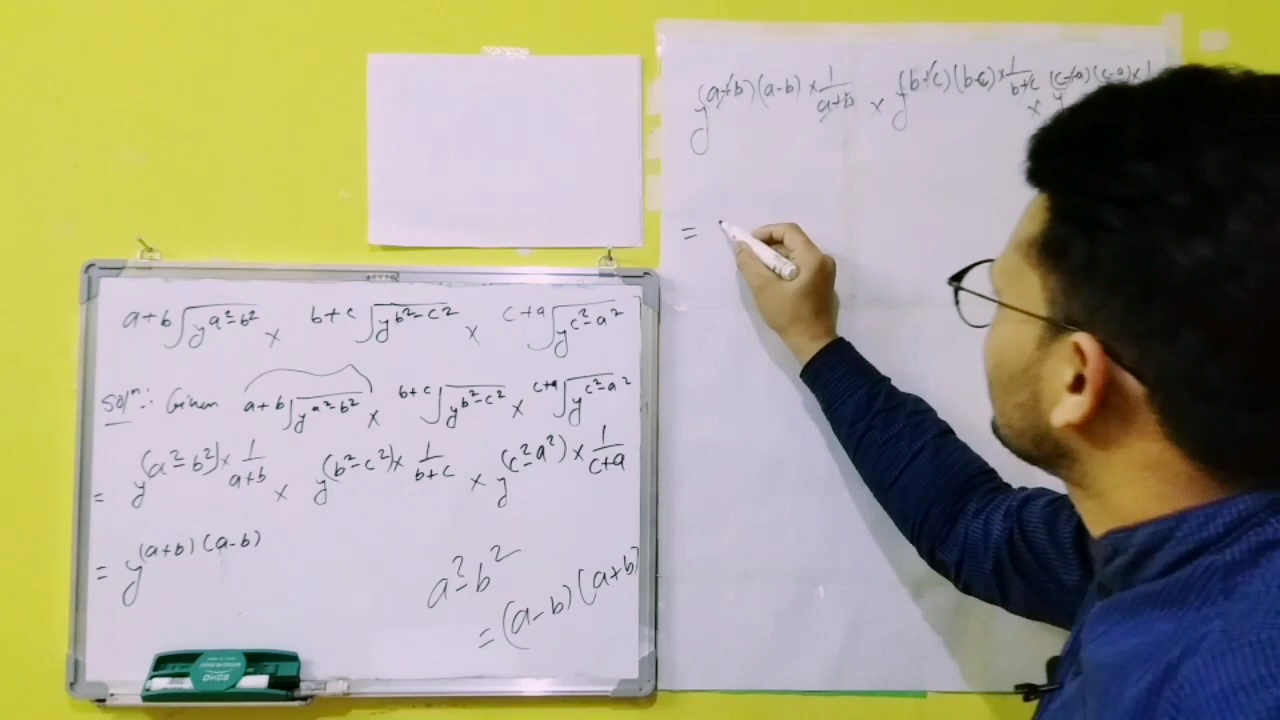 a+b√y^a²-b² × b+c√y^b²-c² × c+a√y^c²-a²
Solⁿ: Given a+b√y^a²-b² × b+c√y^b²-c² × c+a√y^c²-a²
= y^(a²-b²)×1/a+b × y^(b²-c²)×1/b+c × y^(c²-a²)×1/c+a
= y^(a+b)(a-b)
a²-b²
=(a-b)(a+b)
y^(a+b)(a-b)×1/a+b × y^(b+c)(b-c)×1/b+c × y^(c+a)(c-a)×1
=